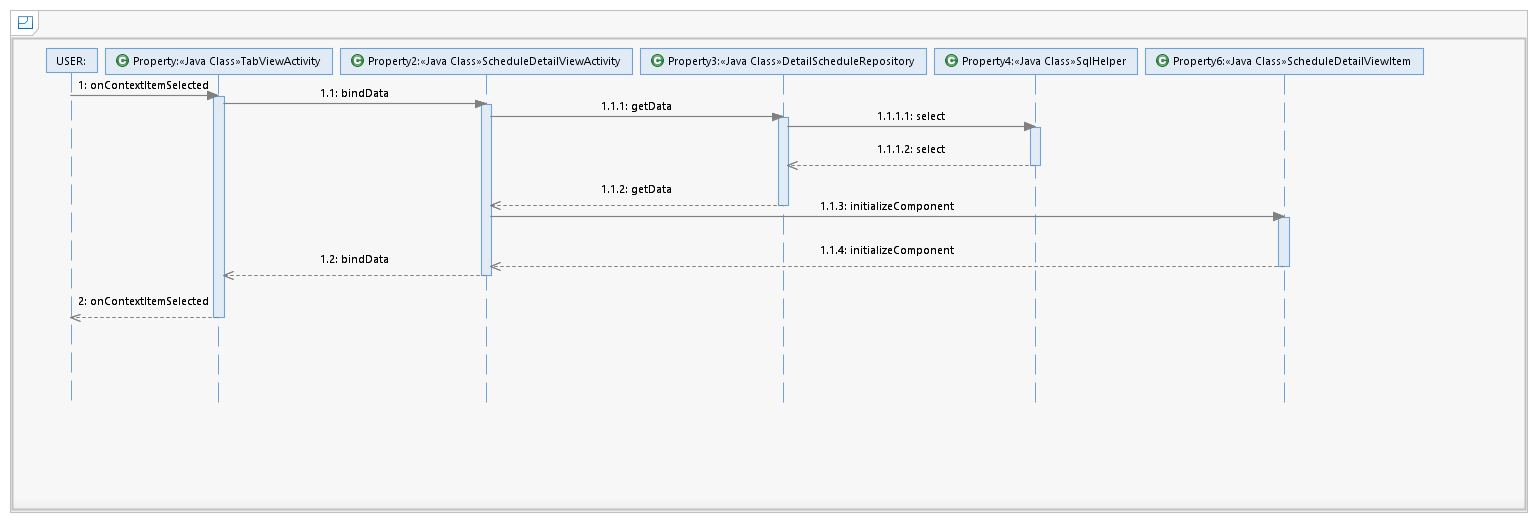 USER:
C Property:«Java Class»TabViewActivity
C Property2:«Java Class»ScheduleDetailViewActivity
C Property3:«Java Class»DetailScheduleRepository
C Property4:«Java Class»SqlHelper
C Property6:«Java Class»ScheduleDetailViewItem
1: onContextItemSelected
1.1: bindData
1.1.1: getData
1.1.1.1: select
1.1.1.2: select
1.1.2: getData
1.1.3: initializeComponent
1.1.4: initializeComponent
1.2: bindData
2: onContextItemSelected